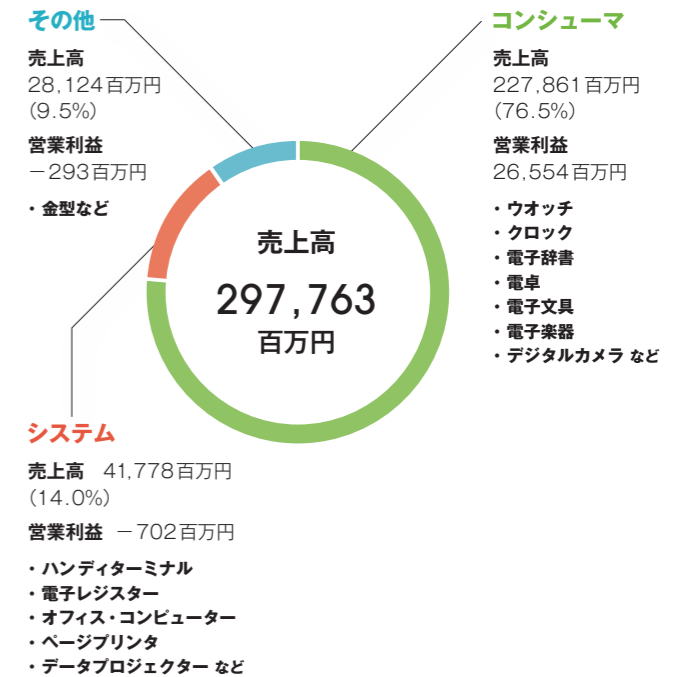 その他
売上高
28,124百万円
(9.5%)
営業利益
−293百万円
・金型など
コンシューマ
売上高
227,861百万円
(76.5%)
営業利益
26,554百万円
・ウオッチ
・クロック
・電子辞書
・電卓
・電子文具
・電子楽器
・デジタルカメラ など
売上高
297,763
百万円
システム
売上高 41,778百万円
(14.0%)
営業利益 −702百万円
・ハンディターミナル
・電子レジスター
・オフィス・コンピューター
・ページプリンタ
・データプロジェクター など